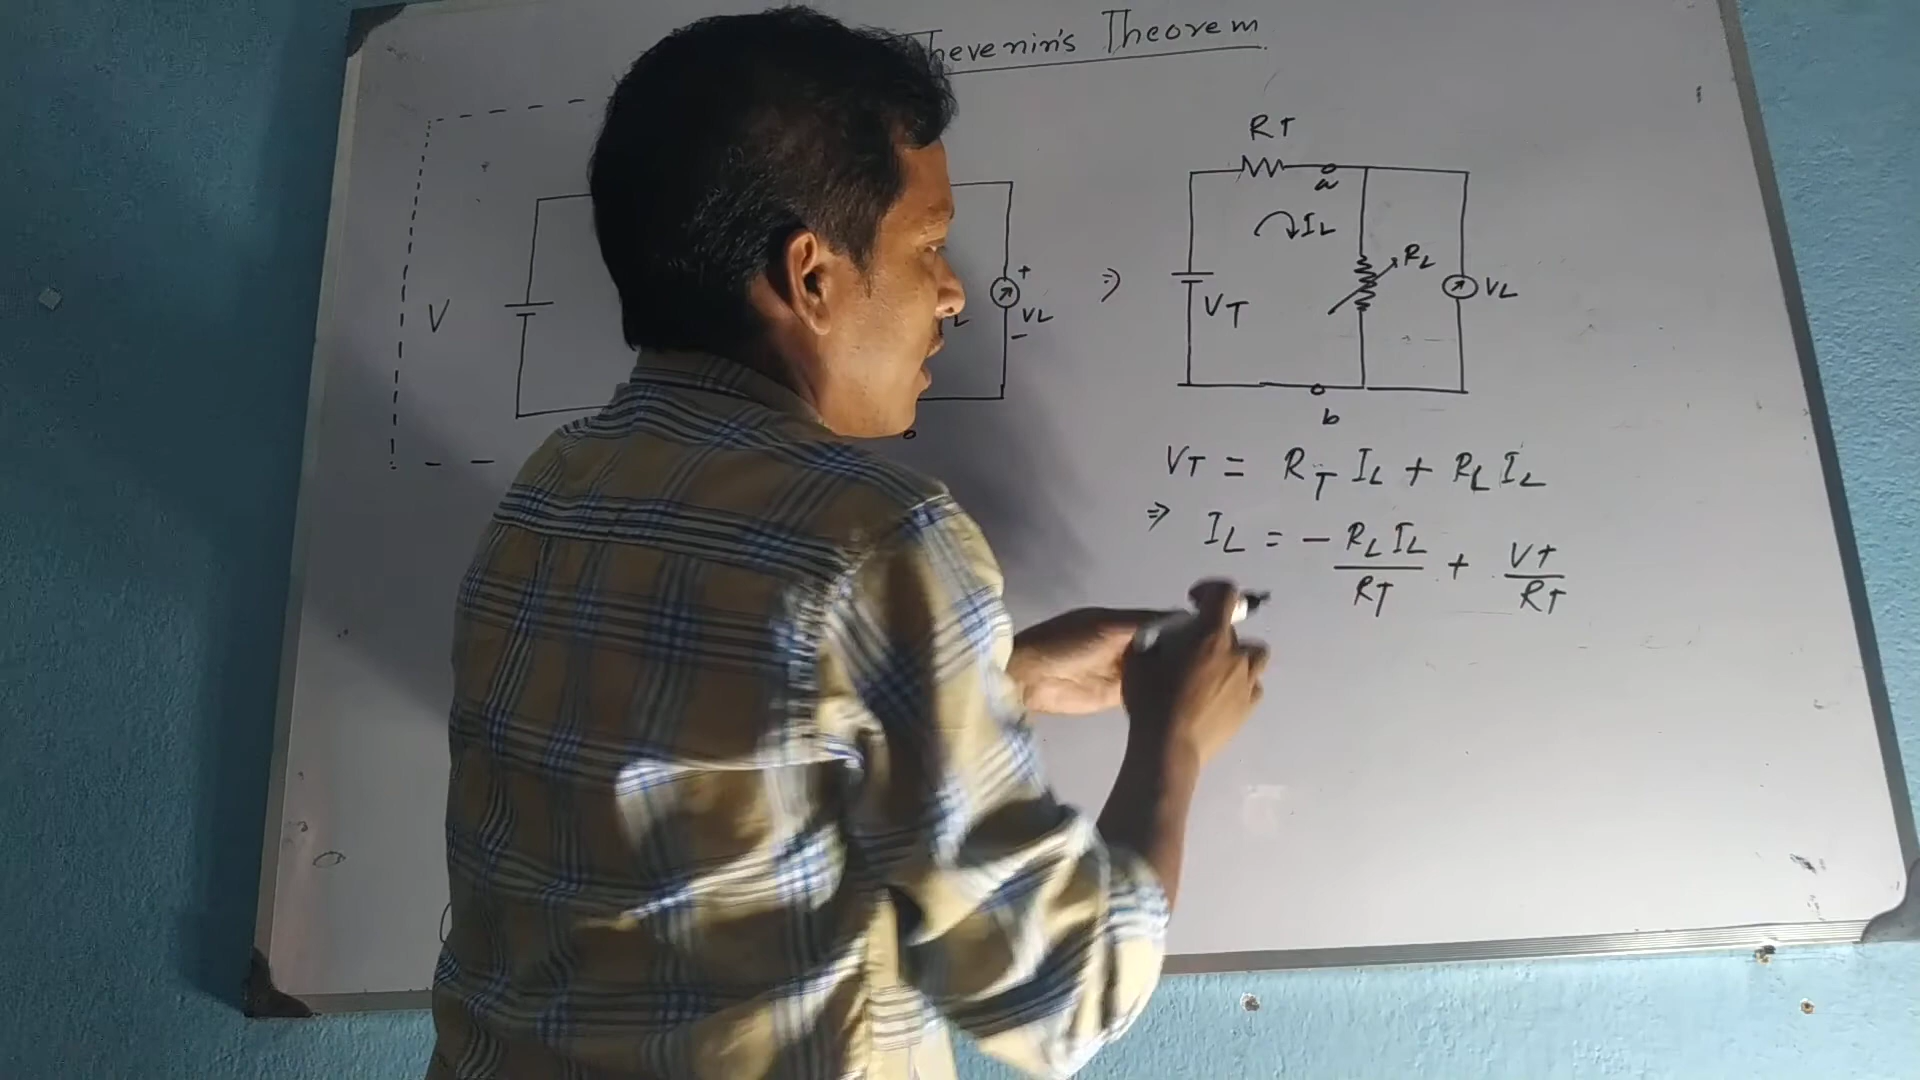 Thevenin's Theorem
V
+
VL
-
⇒
RT
a
IL
RL
VT
VL
b
VT = RT IL + RL IL
⇒ IL = - RL IL / RT + VT / RT